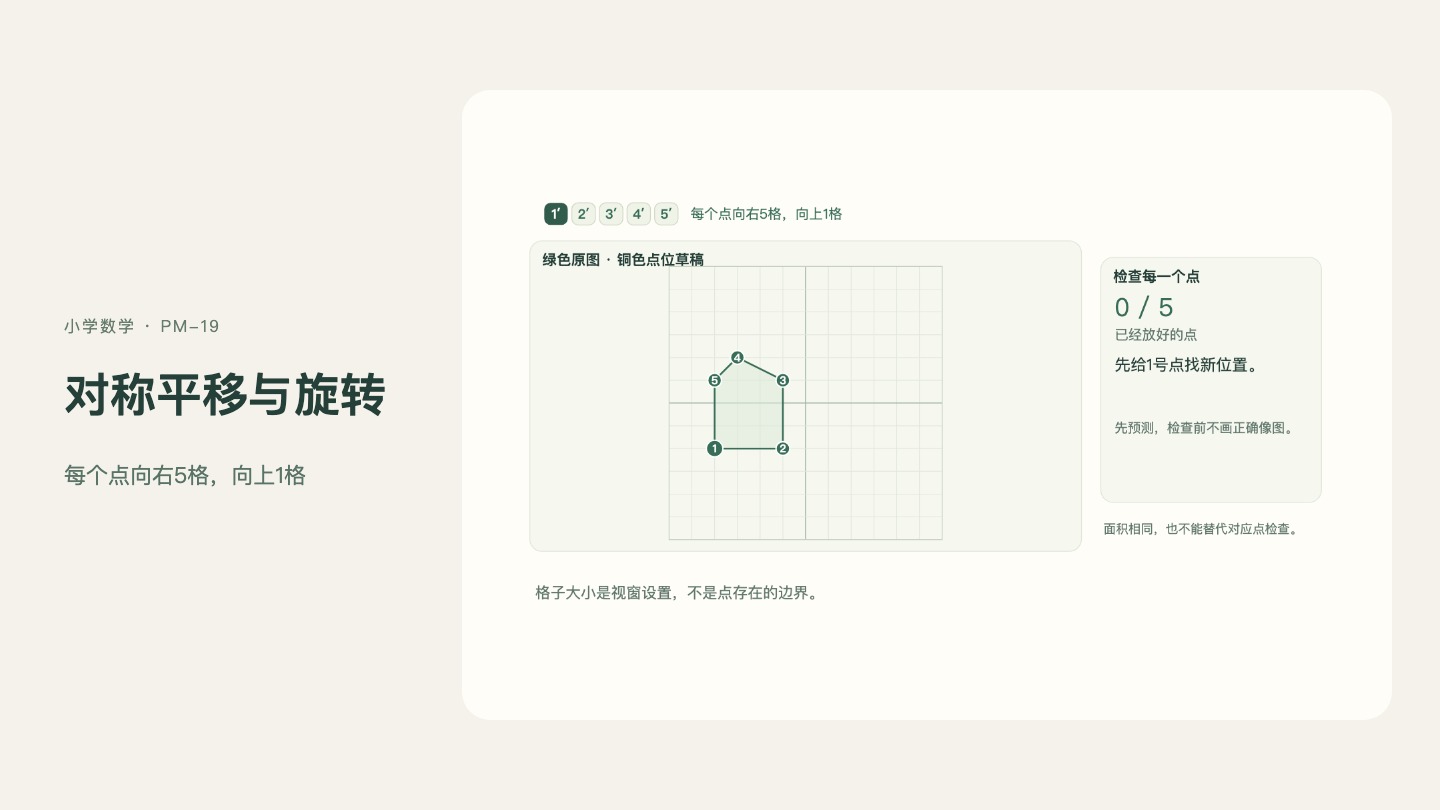 小学数学 · PM–19
对称平移与旋转
每个点向右5格，向上1格
1′ 2′ 3′ 4′ 5′ 每个点向右5格，向上1格
绿色原图 · 铜色点位草稿
4
5
3
1
2
检查每一个点
0 / 5
已经放好的点
先给1号点找新位置。
先预测，检查前不画正确像图。
面积相同，也不能替代对应点检查。
格子大小是视窗设置，不是点存在的边界。